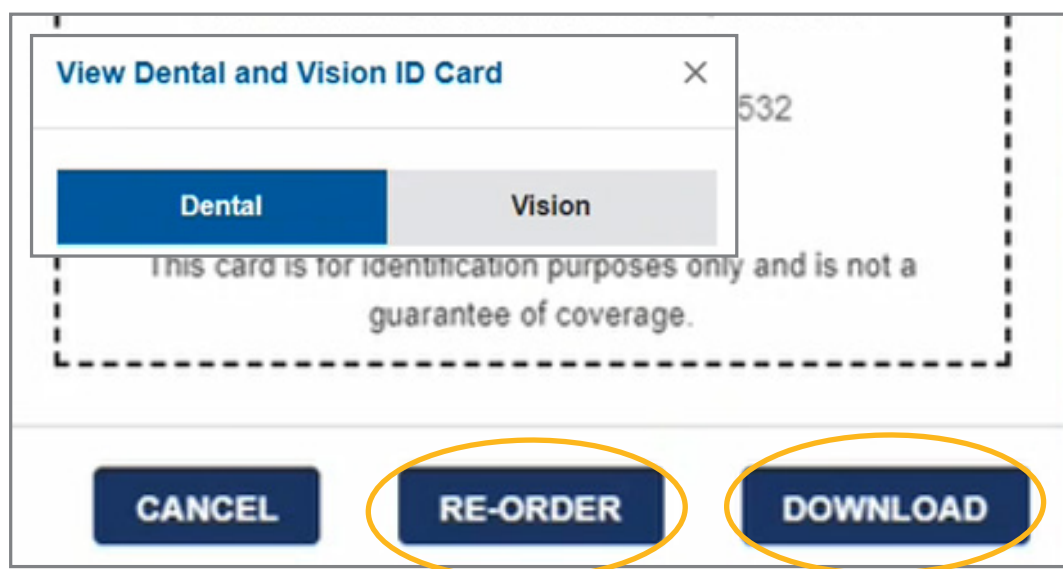 View Dental and Vision ID Card
532
Dental Vision
This card is for identification purposes only and is not a
guarantee of coverage.
CANCEL RE-ORDER DOWNLOAD